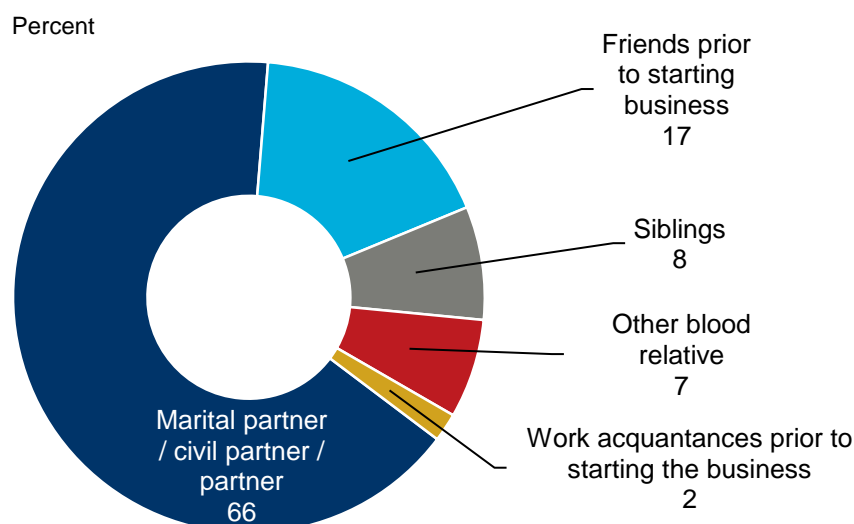 Percent
Friends prior
to starting
business
17
Siblings
8
Other blood
relative
7
Work acquantances prior to
starting the business
2
Marital partner
/ civil partner /
partner
66